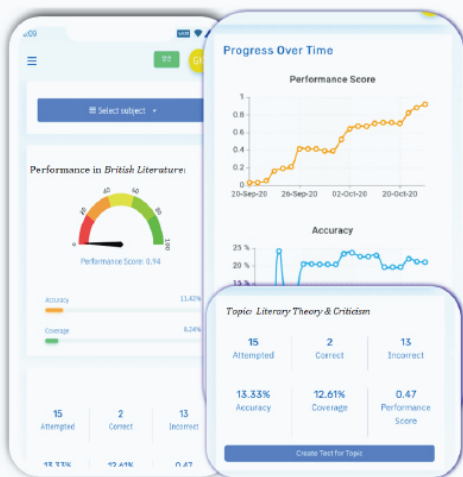 Select subject
Performance in British Literature:
0
20
40
60
80
100
Performance Score: 0.94
Accuracy
11.42%
Coverage
8.24%
15
2
13
Attempted
Correct
Incorrect
13.33%
12.61%
0.47
Progress Over Time
Performance Score
1
0.8
0.6
0.4
0.2
0
20-Sep-20
26-Sep-20
02-Oct-20
20-Oct-20
Accuracy
25 %
20 %
15 %
Topic: Literary Theory & Criticism
15
2
13
Attempted
Correct
Incorrect
13.33%
12.61%
0.47
Accuracy
Coverage
Performance
Score
Create Test for Topic